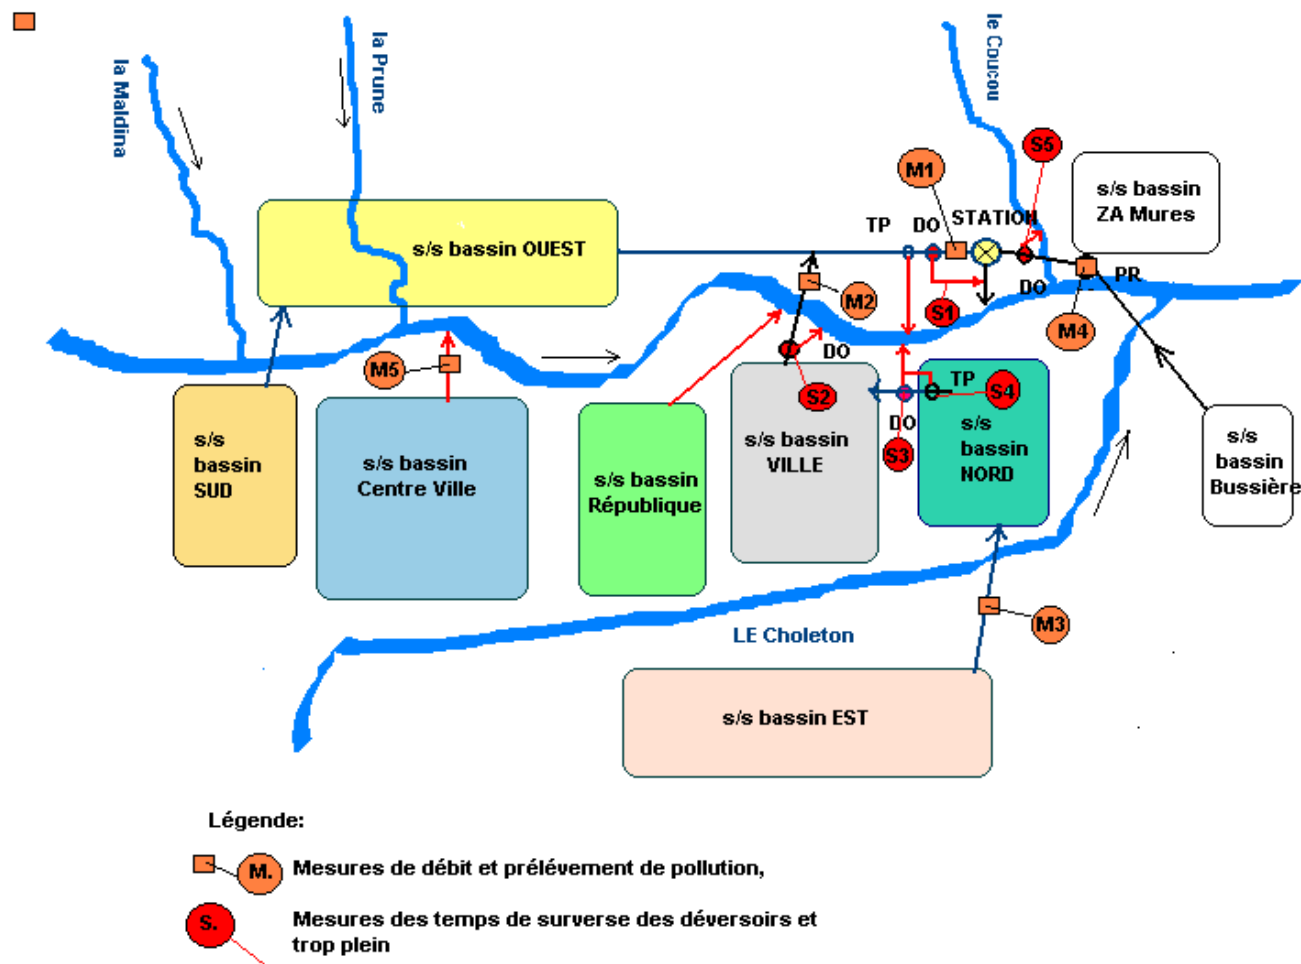 la Maldina
la Prune
le Coucou
S5
M1
s/s bassin
ZA Mures
TP
DO
STATION
s/s bassin OUEST
PR
DO
M2
S1
M4
DO
M5
S2
TP
S4
DO
S3
s/s
bassin
SUD
s/s bassin
Centre Ville
s/s bassin
République
s/s bassin
VILLE
s/s
bassin
NORD
s/s
bassin
Bussière
M3
LE Choleton
s/s bassin EST
Légende:
M.
Mesures de débit et prélévement de pollution,
S.
Mesures des temps de surverse des déversoirs et
trop plein